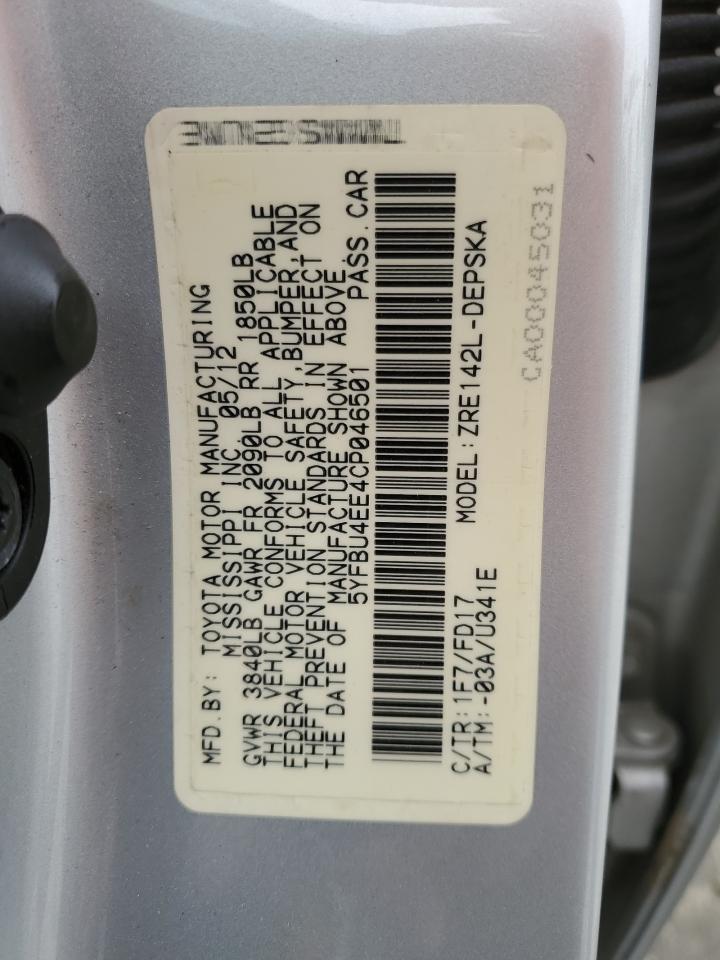 MFD.BY: TOYOTA MOTOR MANUFACTURING
MISSISSIPPI INC. 05/12
GVWR 3840LB GAWR FR 2090LB RR 1850LB
THIS VEHICLE CONFORMS TO ALL APPLICABLE
FEDERAL MOTOR VEHICLE SAFETY,BUMPER,AND
THEFT PREVENTION STANDARDS IN EFFECT ON
THE DATE OF MANUFACTURE SHOWN ABOVE.
5YFBU4EE4CP046501 PASS.CAR
C/TR:1F7/FD17 MODEL:ZRE142L-DEPSKA
A/TM:-03A/U341E
CA00045031